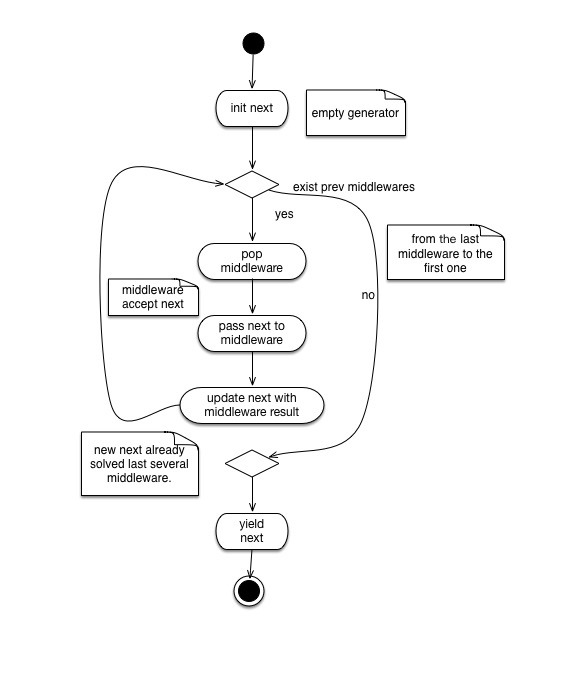 init next
empty generator
exist prev middlewares
yes
from the last
middleware to the
first one
pop
middleware
middleware
accept next
no
pass next to
middleware
update next with
middleware result
new next already
solved last several
middleware.
yield
next